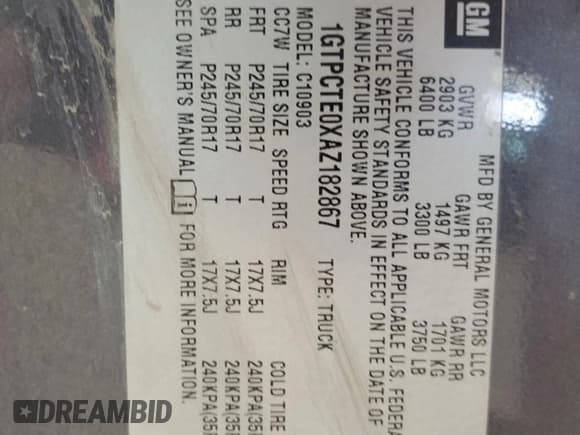 GM
MFD BY GENERAL MOTORS LLC
GVWR GAWR FRT GAWR RR
2903 KG 1497 KG 1701 KG
6400 LB 3300 LB 3750 LB
THIS VEHICLE CONFORMS TO ALL APPLICABLE U.S. FEDERA
VEHICLE SAFETY STANDARDS IN EFFECT ON THE DATE OF
MANUFACTURE SHOWN ABOVE.
1GTPCTE0XAZ182867 TYPE: TRUCK
MODEL: C10903
CC7W TIRE SIZE SPEED RTG RIM COLD TIRE
FRT P245/70R17 T 17X7.5J 240KPA(35P
RR P245/70R17 T 17X7.5J 240KPA(35P
SPA P245/70R17 T 17X7.5J 240KPA(35P
SEE OWNER'S MANUAL i FOR MORE INFORMATION.
DREAMBID